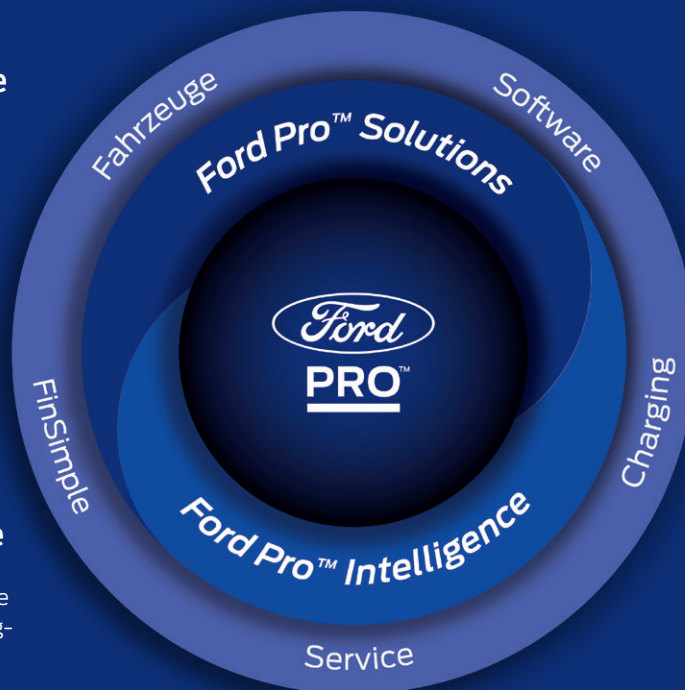 Fahrzeuge
Software
Ford Pro™ Solutions
Ford
PRO™
FinSimple
Charging
Ford Pro™ Intelligence
Service